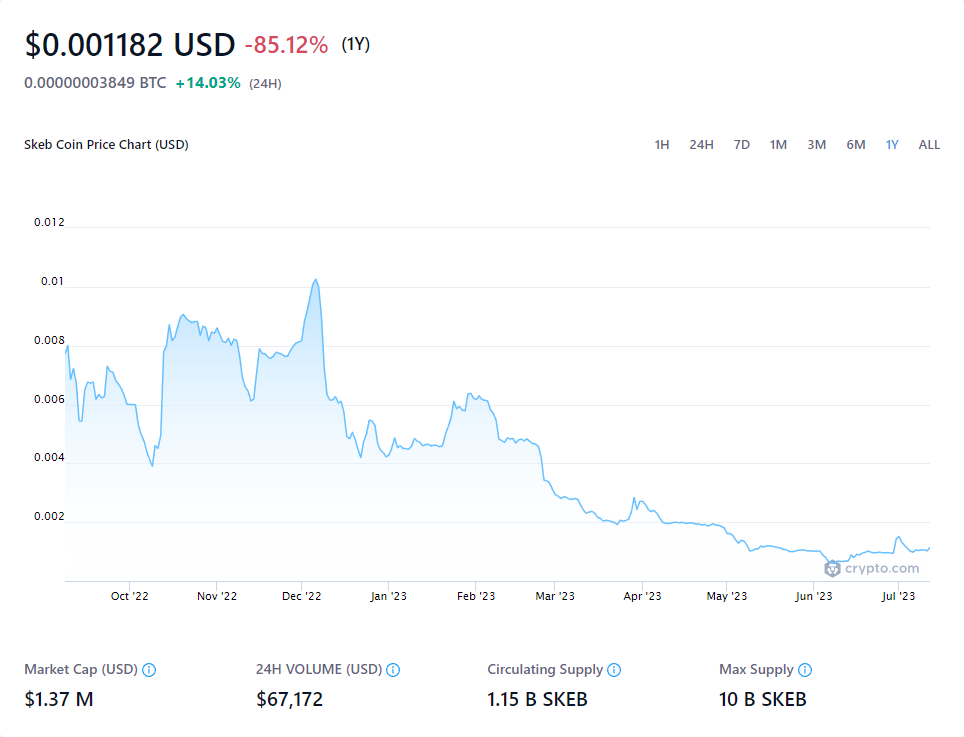 $0.001182 USD -85.12% (1Y)
0.00000003849 BTC +14.03% (24H)
Skeb Coin Price Chart (USD) 1H 24H 7D 1M 3M 6M 1Y ALL
0.012
0.01
0.008
0.006
0.004
0.002
crypto.com
Oct '22 Nov '22 Dec '22 Jan '23 Feb '23 Mar '23 Apr '23 May '23 Jun '23 Jul '23
Market Cap (USD) 24H VOLUME (USD) Circulating Supply Max Supply
$1.37 M $67,172 1.15 B SKEB 10 B SKEB